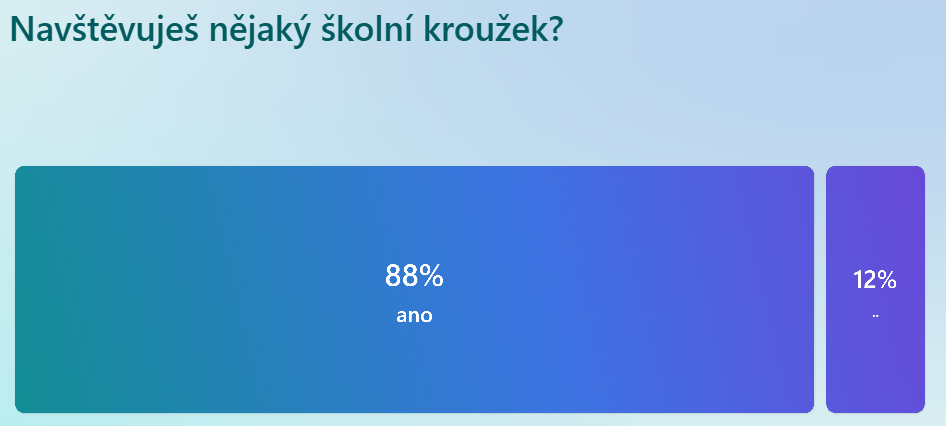 Navštěvuješ nějaký školní kroužek?
88%
ano
12%
..